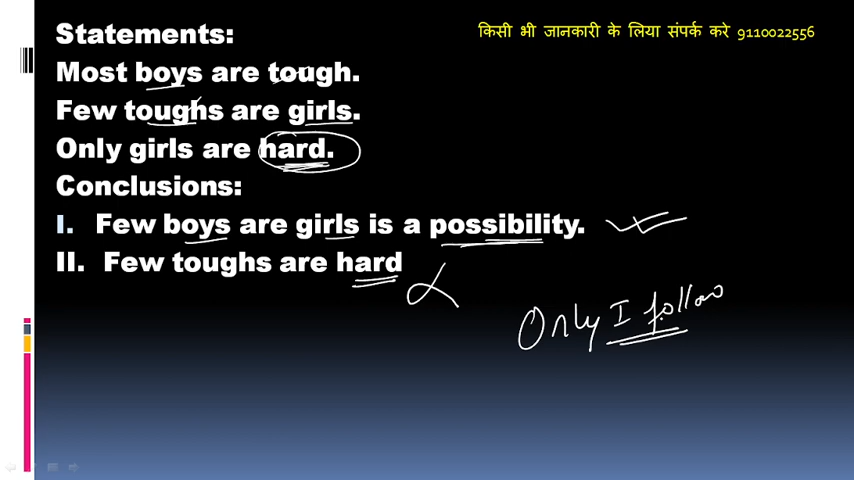 किसी भी जानकारी के लिया संपर्क करे 9110022556
Statements:
Most boys are tough.
Few toughs are girls.
Only girls are hard.
Conclusions:
I. Few boys are girls is a possibility.
II. Few toughs are hard
Only I follow